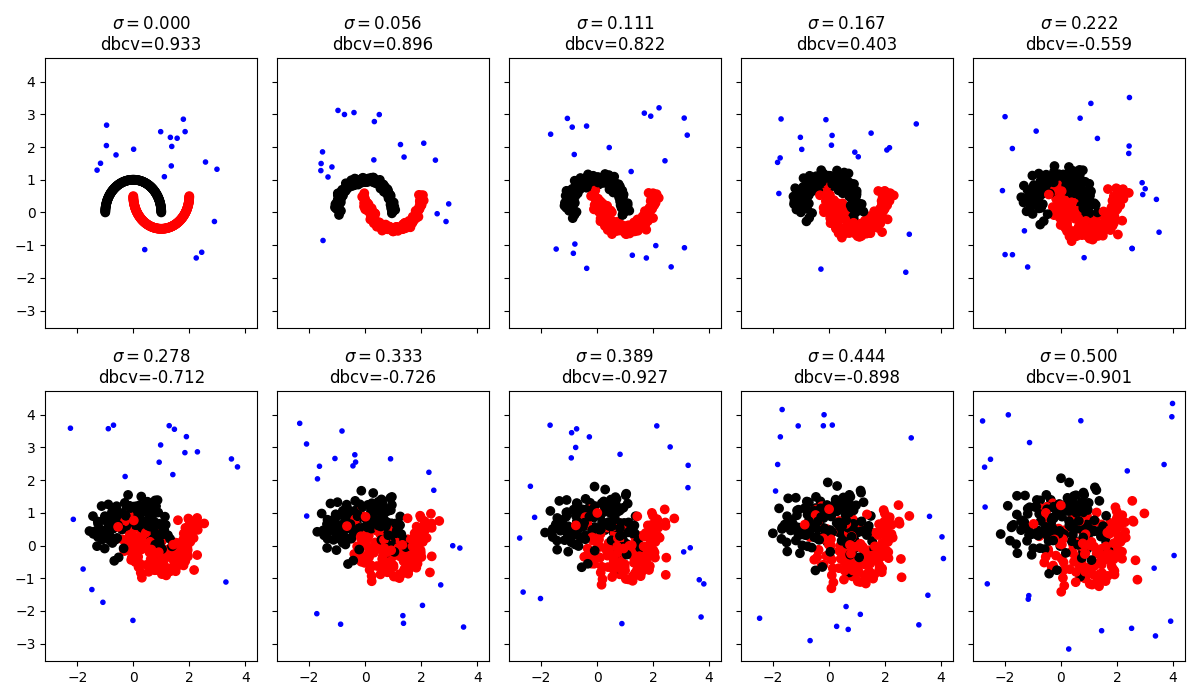 σ = 0.000
dbcv=0.933
σ = 0.056
dbcv=0.896
σ = 0.111
dbcv=0.822
σ = 0.167
dbcv=0.403
σ = 0.222
dbcv=-0.559
4
3
2
1
0
−1
−2
−3
σ = 0.278
dbcv=-0.712
σ = 0.333
dbcv=-0.726
σ = 0.389
dbcv=-0.927
σ = 0.444
dbcv=-0.898
σ = 0.500
dbcv=-0.901
4
3
2
1
0
−1
−2
−3
−2 0 2 4
−2 0 2 4
−2 0 2 4
−2 0 2 4
−2 0 2 4